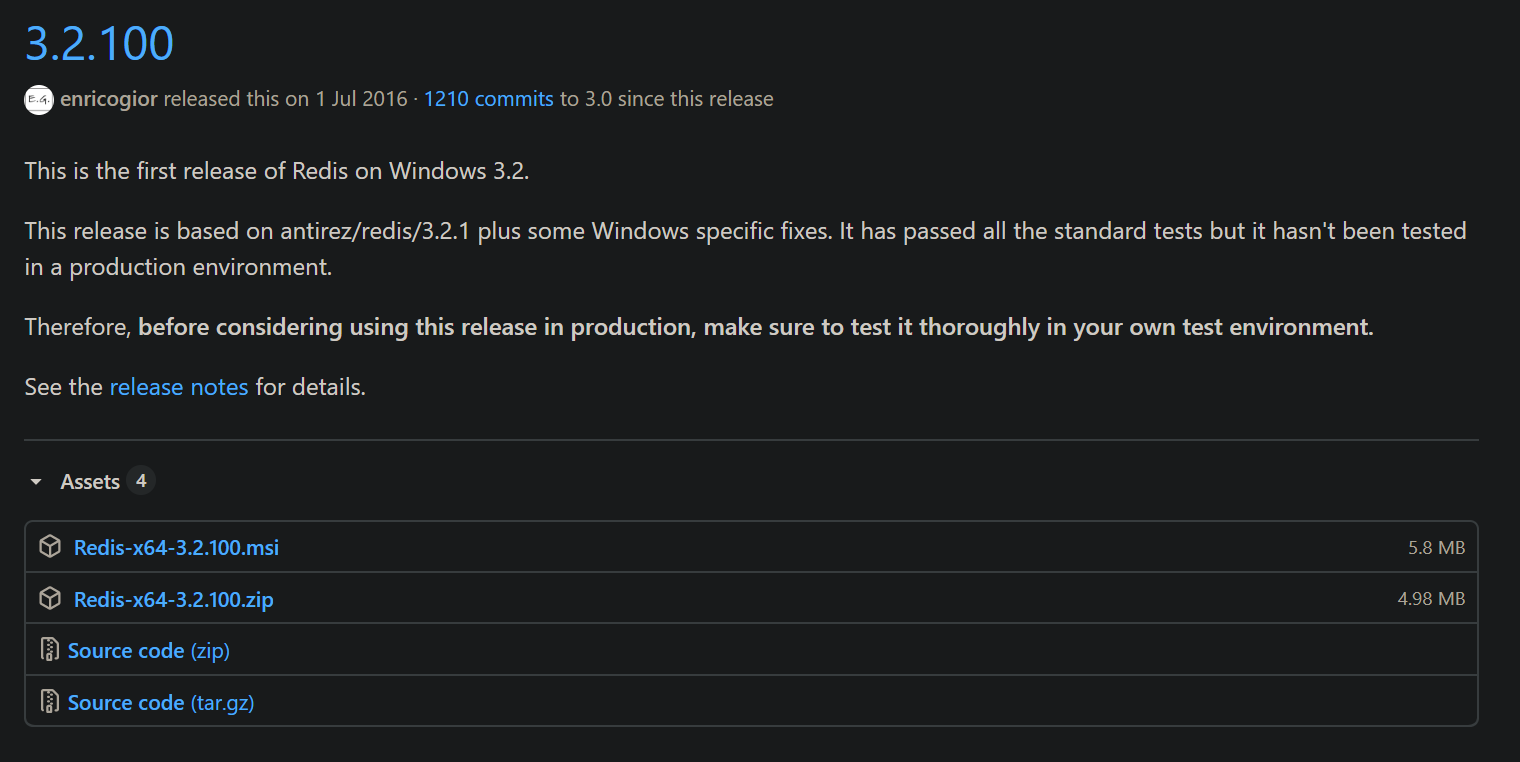 3.2.100
E.G. enricogior released this on 1 Jul 2016 · 1210 commits to 3.0 since this release
This is the first release of Redis on Windows 3.2.
This release is based on antirez/redis/3.2.1 plus some Windows specific fixes. It has passed all the standard tests but it hasn't been tested
in a production environment.
Therefore, before considering using this release in production, make sure to test it thoroughly in your own test environment.
See the release notes for details.
Assets 4
Redis-x64-3.2.100.msi 5.8 MB
Redis-x64-3.2.100.zip 4.98 MB
Source code (zip)
Source code (tar.gz)